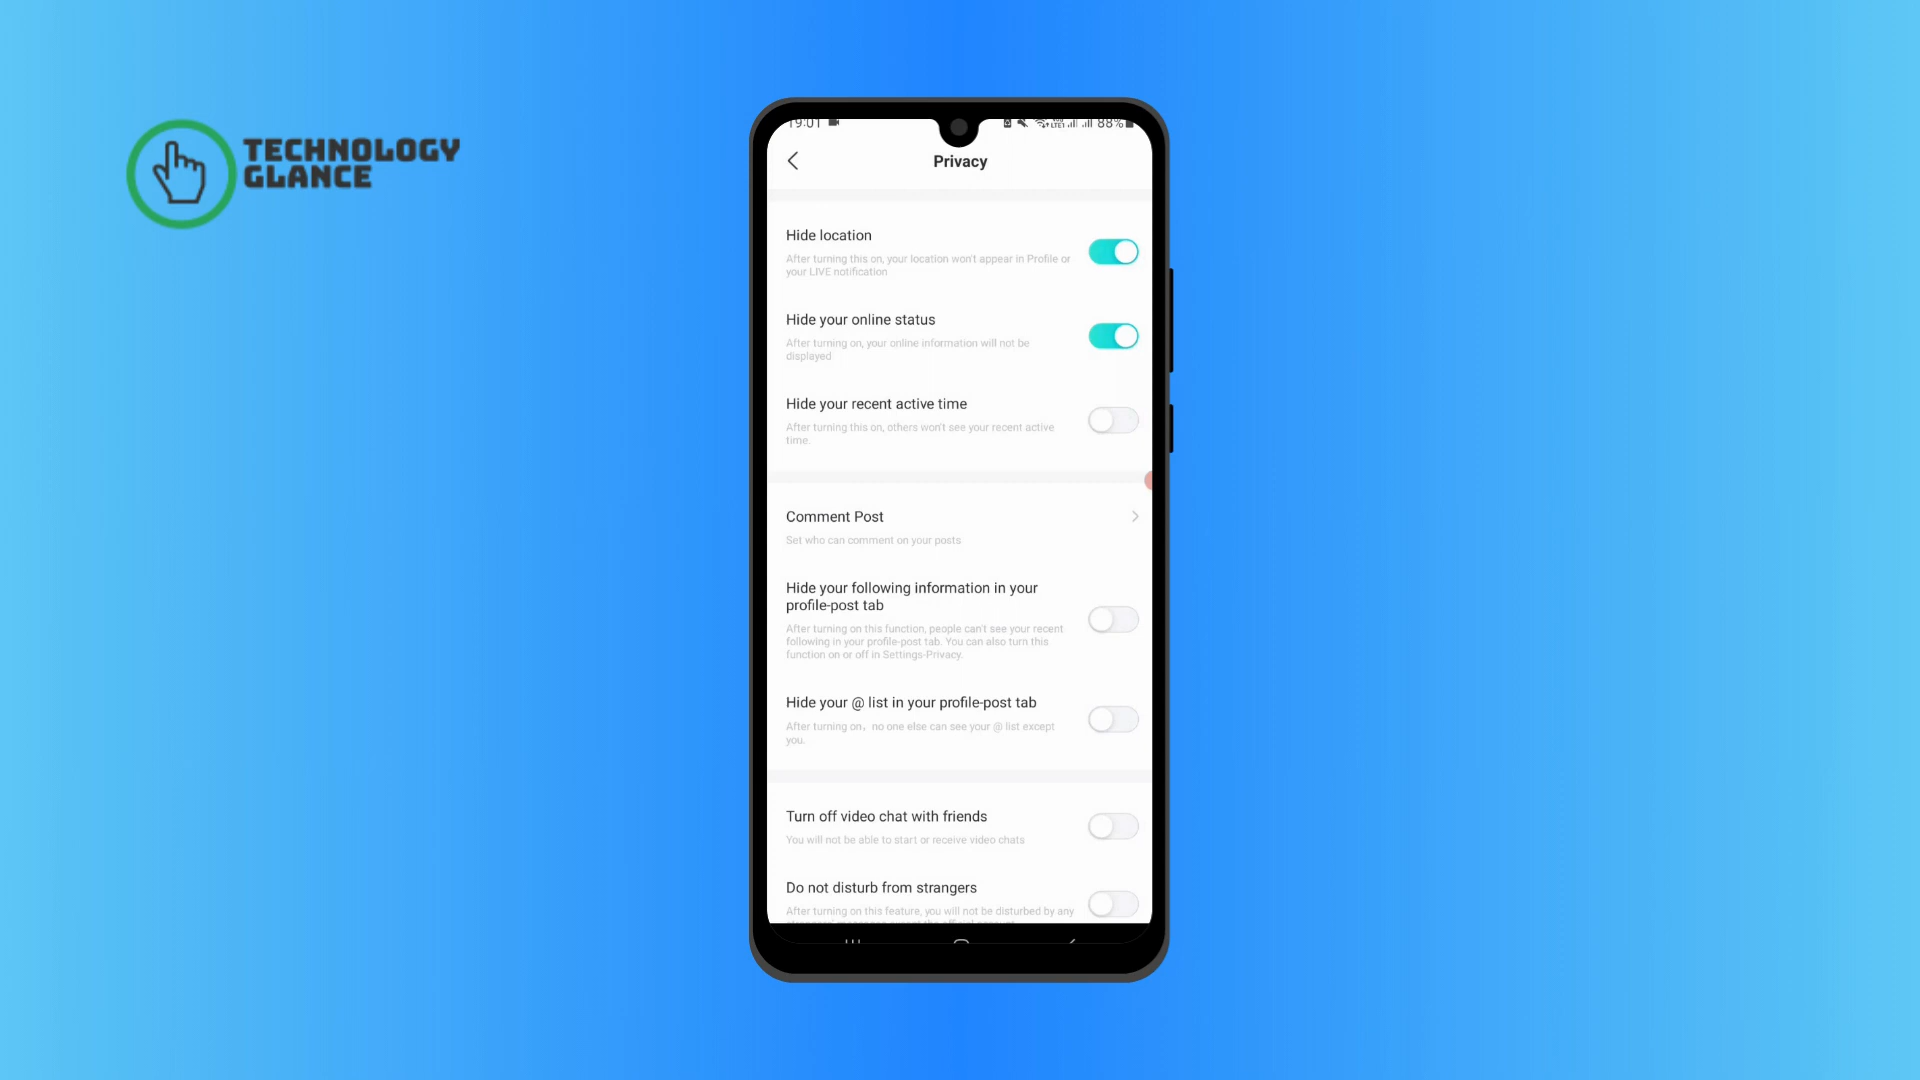 TECHNOLOGY
GLANCE
19:01
88%
Privacy
Hide location
After turning this on, your location won't appear in Profile or
your LIVE notification
Hide your online status
After turning on, your online information will not be
displayed
Hide your recent active time
After turning this on, others won't see your recent active
time.
Comment Post
Set who can comment on your posts
Hide your following information in your
profile-post tab
After turning on this function, people can't see your recent
following in your profile-post tab. You can also turn this
function on or off in Settings-Privacy.
Hide your @ list in your profile-post tab
After turning on，no one else can see your @ list except
you.
Turn off video chat with friends
You will not be able to start or receive video chats
Do not disturb from strangers
After turning on this feature, you will not be disturbed by any